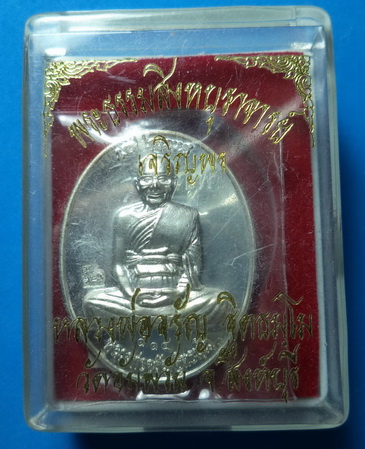 พระธรรมสิงหบุราจารย์
เจริญพร
หลวงพ่อจรัญ ฐิตธมฺโม
วัดอัมพวัน จ.สิงห์บุรี